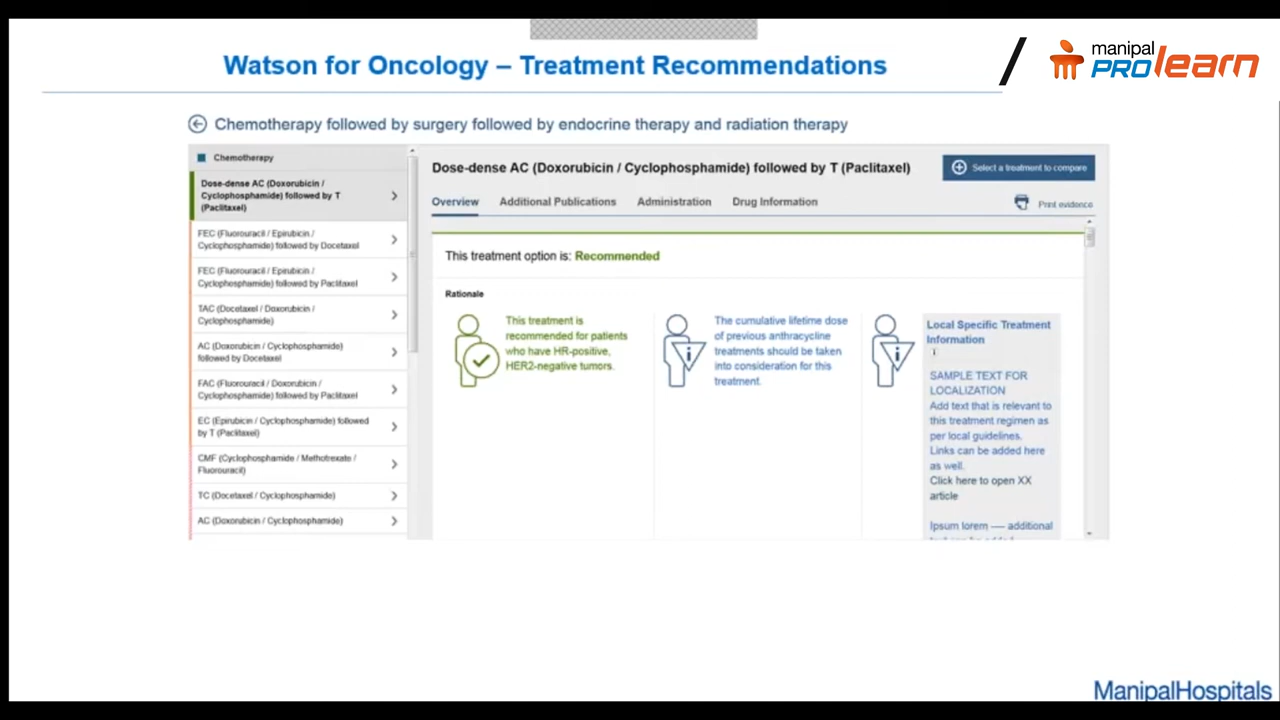 Watson for Oncology – Treatment Recommendations
manipal
PROlearn
Chemotherapy followed by surgery followed by endocrine therapy and radiation therapy
Chemotherapy
Dose-dense AC (Doxorubicin /
Cyclophosphamide) followed by T
(Paclitaxel)
FEC (Fluorouracil / Epirubicin /
Cyclophosphamide) followed by Docetaxel
FEC (Fluorouracil / Epirubicin /
Cyclophosphamide) followed by Paclitaxel
TAC (Docetaxel / Doxorubicin /
Cyclophosphamide)
AC (Doxorubicin / Cyclophosphamide)
followed by Docetaxel
FAC (Fluorouracil / Doxorubicin /
Cyclophosphamide) followed by Paclitaxel
EC (Epirubicin / Cyclophosphamide) followed
by T (Paclitaxel)
CMF (Cyclophosphamide / Methotrexate /
Fluorouracil)
TC (Docetaxel / Cyclophosphamide)
AC (Doxorubicin / Cyclophosphamide)
Dose-dense AC (Doxorubicin / Cyclophosphamide) followed by T (Paclitaxel)
Select a treatment to compare
Overview Additional Publications Administration Drug Information
Print evidence
This treatment option is: Recommended
Rationale
This treatment is
recommended for patients
who have HR-positive,
HER2-negative tumors.
The cumulative lifetime dose
of previous anthracycline
treatments should be taken
into consideration for this
treatment.
Local Specific Treatment
Information
SAMPLE TEXT FOR
LOCALIZATION
Add text that is relevant to
this treatment regimen as
per local guidelines.
Links can be added here
as well.
Click here to open XX
article
Ipsum lorem — additional
ManipalHospitals